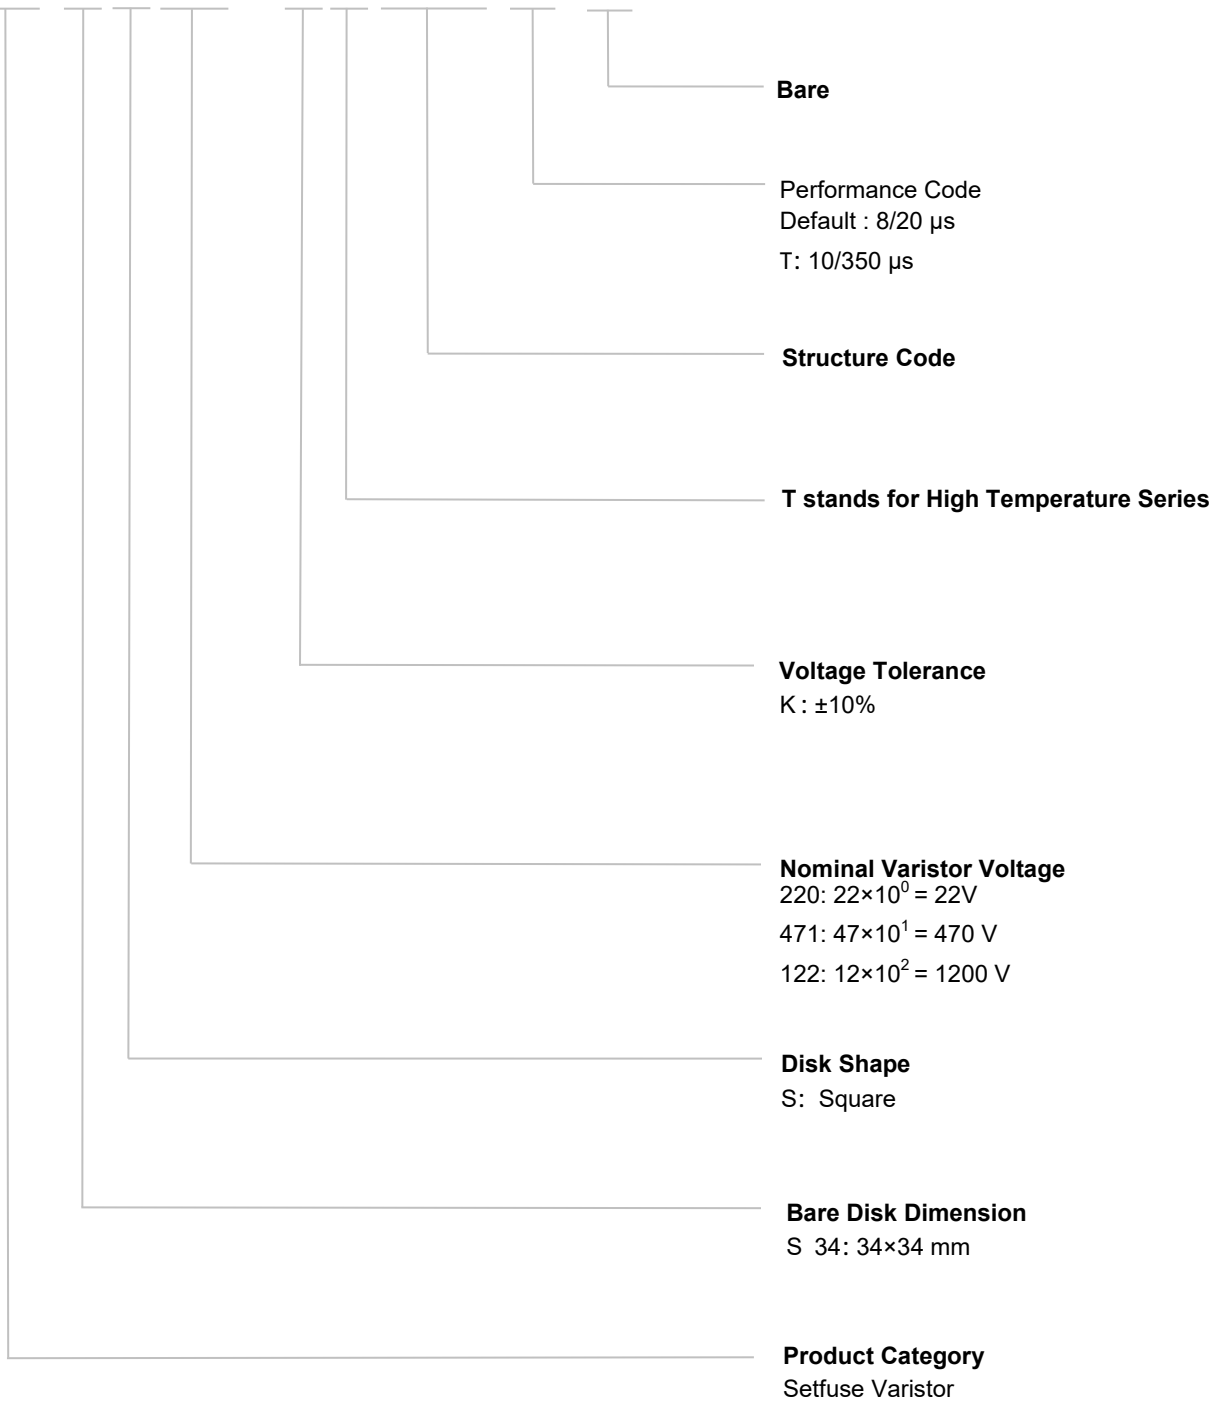 Bare
Performance Code
Default : 8/20 μs
T: 10/350 μs
Structure Code
T stands for High Temperature Series
Voltage Tolerance
K : ±10%
Nominal Varistor Voltage
220: 22×10⁰ = 22V
471: 47×10¹ = 470 V
122: 12×10² = 1200 V
Disk Shape
S: Square
Bare Disk Dimension
S 34: 34×34 mm
Product Category
Setfuse Varistor